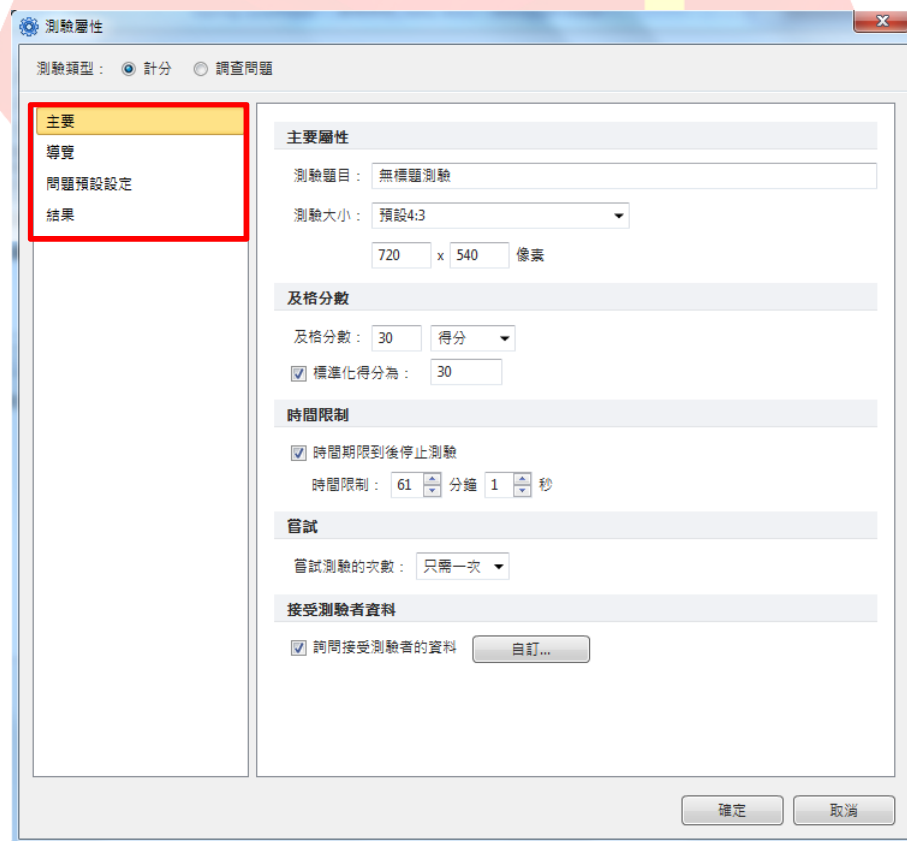 測驗屬性
測驗類型： 計分 調查問題
主要
導覽
問題預設設定
結果
主要屬性
測驗題目： 無標題測驗
測驗大小： 預設4:3
720 x 540 像素
及格分數
及格分數： 30 得分
標準化得分為： 30
時間限制
時間期限到後停止測驗
時間限制： 61 分鐘 1 秒
嘗試
嘗試測驗的次數： 只需一次
接受測驗者資料
詢問接受測驗者的資料 自訂...
確定 取消